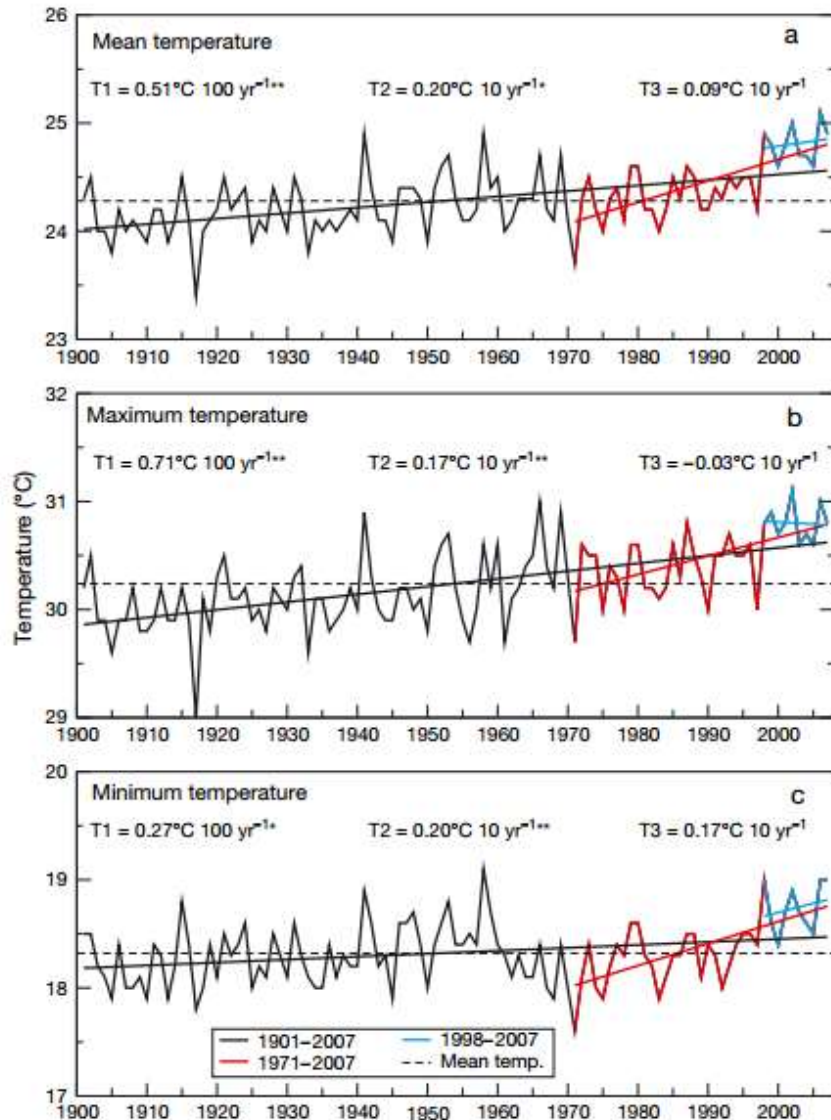 26
Mean temperature
a
T1 = 0.51°C 100 yr⁻¹** T2 = 0.20°C 10 yr⁻¹* T3 = 0.09°C 10 yr⁻¹
25
24
23
1900 1910 1920 1930 1940 1950 1960 1970 1980 1990 2000
32
Maximum temperature
b
T1 = 0.71°C 100 yr⁻¹** T2 = 0.17°C 10 yr⁻¹** T3 = −0.03°C 10 yr⁻¹
31
Temperature (°C)
30
29
1900 1910 1920 1930 1940 1950 1960 1970 1980 1990 2000
20
Minimum temperature
c
T1 = 0.27°C 100 yr⁻¹* T2 = 0.20°C 10 yr⁻¹** T3 = 0.17°C 10 yr⁻¹
19
18
1901–2007 1998–2007
1971–2007 Mean temp.
17
1900 1910 1920 1930 1940 1950 1960 1970 1980 1990 2000